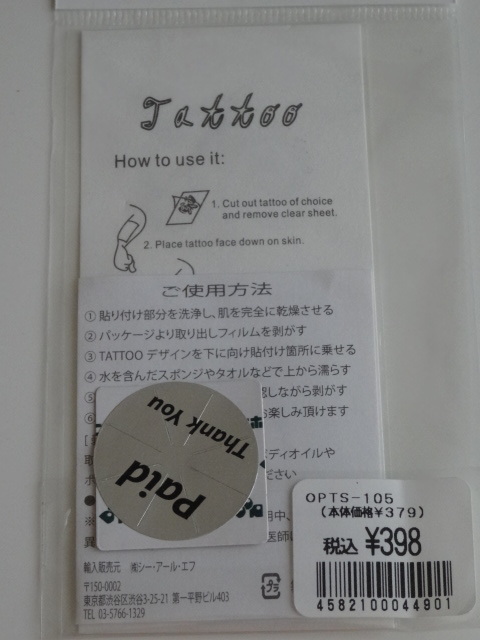 Tattoo
How to use it:
1. Cut out tattoo of choice
and remove clear sheet.
2. Place tattoo face down on skin.
ご使用方法
① 貼り付け部分を洗浄し、肌を完全に乾燥させる
② パッケージより取り出しフィルムを剥がす
③ TATTOO デザインを下に向け貼付け箇所に乗せる
④ 水を含んだスポンジやタオルなどで上から濡らす
しながら剥がす
お楽しみ頂けます
ボディオイルや
ださい
Thank You
Paid
用中、
医師に
輸入販売元 ㈱シー・アール・エフ
〒150-0002
東京都渋谷区渋谷3-25-21 第一平野ビル403
03-5766-1329
プラ
OPTS-105
(本体価格¥379)
税込 ¥398
4582100044901